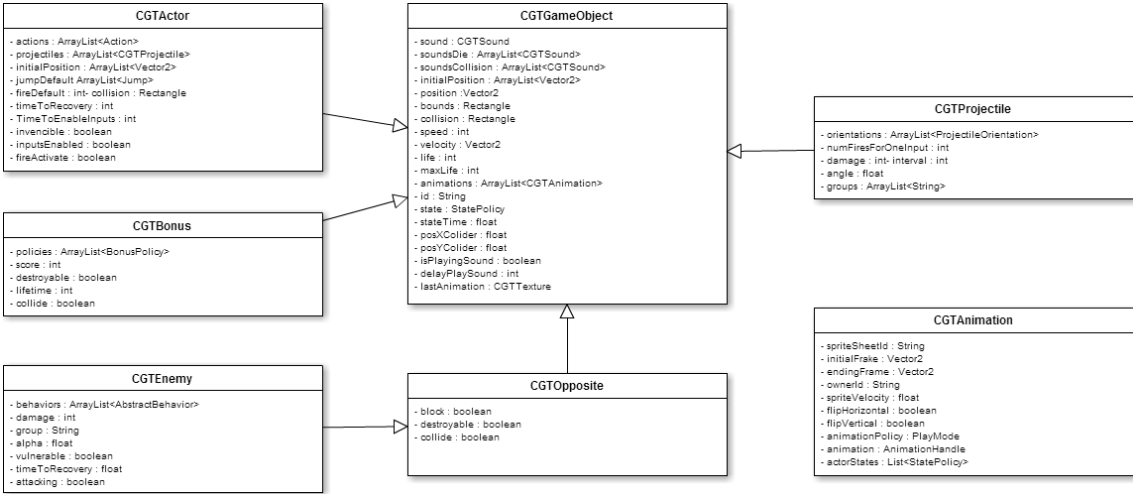 CGTActor
- actions : ArrayList<Action>
- projectiles : ArrayList<CGTProjectile>
- initialPosition : ArrayList<Vector2>
- jumpDefault ArrayList<Jump>
- fireDefault : int- collision : Rectangle
- timeToRecovery : int
- TimeToEnableInputs : int
- invencible : boolean
- inputsEnabled : boolean
- fireActivate : boolean
CGTBonus
- policies : ArrayList<BonusPolicy>
- score : int
- destroyable : boolean
- lifetime : int
- collide : boolean
CGTEnemy
- behaviors : ArrayList<AbstractBehavior>
- damage : int
- group : String
- alpha : float
- vulnerable : boolean
- timeToRecovery : float
- attacking : boolean
CGTGameObject
- sound : CGTSound
- soundsDie : ArrayList<CGTSound>
- soundsCollision : ArrayList<CGTSound>
- initialPosition : ArrayList<Vector2>
- position :Vector2
- bounds : Rectangle
- collision : Rectangle
- speed : int
- velocity : Vector2
- life : int
- maxLife : int
- animations : ArrayList<CGTAnimation>
- id : String
- state : StatePolicy
- stateTime : float
- posXColider : float
- posYColider : float
- isPlayingSound : boolean
- delayPlaySound : int
- lastAnimation : CGTTexture
CGTOpposite
- block : boolean
- destroyable : boolean
- collide : boolean
CGTProjectile
- orientations : ArrayList<ProjectileOrientation>
- numFiresForOneInput : int
- damage : int- interval : int
- angle : float
- groups : ArrayList<String>
CGTAnimation
- spriteSheetId : String
- initialFrake : Vector2
- endingFrame : Vector2
- ownerId : String
- spriteVelocity : float
- flipHorizontal : boolean
- flipVertical : boolean
- animationPolicy : PlayMode
- animation : AnimationHandle
- actorStates : List<StatePolicy>